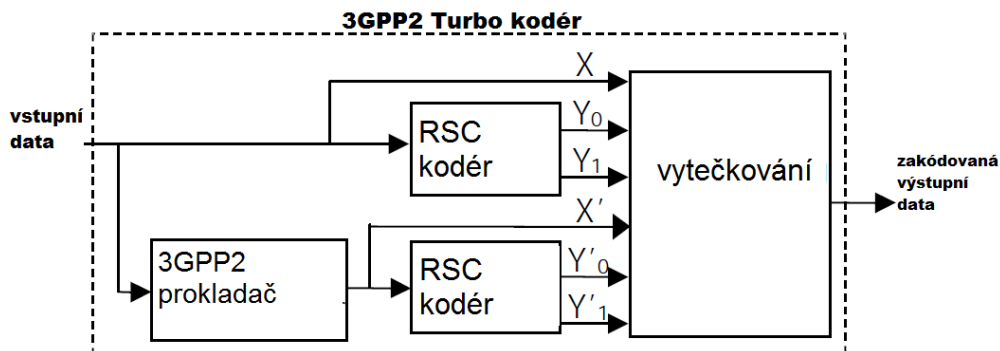 3GPP2 Turbo kodér
vstupní
data
X
RSC
kodér
Y₀
Y₁
vytečkování
zakódovaná
výstupní
data
X'
3GPP2
prokladač
RSC
kodér
Y'₀
Y'₁